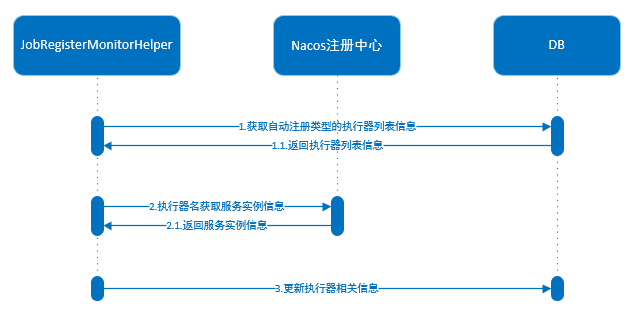 JobRegisterMonitorHelper
Nacos注册中心
DB
1.获取自动注册类型的执行器列表信息
1.1.返回执行器列表信息
2.执行器名获取服务实例信息
2.1.返回服务实例信息
3.更新执行器相关信息